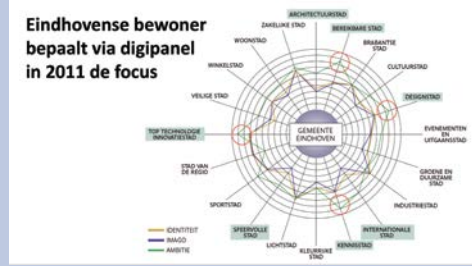 Eindhovense bewoner
bepaalt via digipanel
in 2011 de focus
ARCHITECTUURSTAD
ZAKELIJKE STAD
BEREIKBARE STAD
WOONSTAD
BRABANTSE
STAD
WINKELSTAD
CULTUURSTAD
VEILIGE STAD
DESIGNSTAD
TOP TECHNOLOGIE
INNOVATIESTAD
GEMEENTE
EINDHOVEN
EVENEMENTEN
EN
UITGAANSSTAD
STAD VAN
DE REGIO
GROENE EN
DUURZAME
STAD
SPORTSTAD
INDUSTRIESTAD
SFEERVOLLE
STAD
INTERNATIONALE
STAD
LICHTSTAD
KENNISSTAD
KLEURRIJKE
STAD
IDENTITEIT
IMAGO
AMBITIE